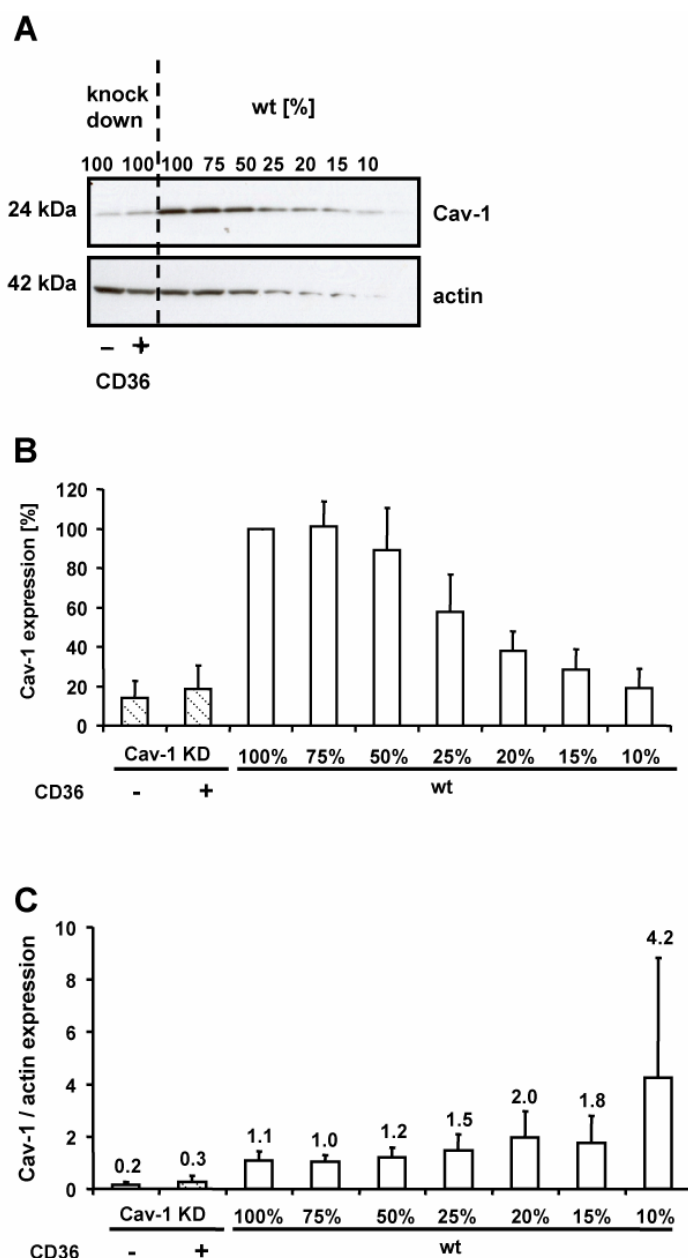 A
knock
down
wt [%]
100 100 100 75 50 25 20 15 10
24 kDa
Cav-1
42 kDa
actin
– +
CD36
B
Cav-1 expression [%]
120
100
80
60
40
20
0
Cav-1 KD
100% 75% 50% 25% 20% 15% 10%
CD36 - +
wt
C
Cav-1 / actin expression
10
8
6
4
2
0
0.2 0.3 1.1 1.0 1.2 1.5 2.0 1.8 4.2
Cav-1 KD
100% 75% 50% 25% 20% 15% 10%
CD36 - +
wt